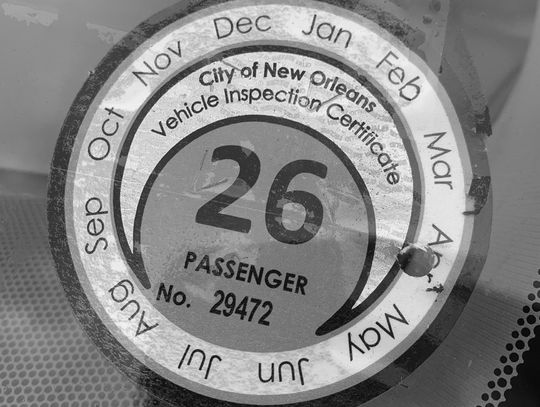 Dec
Jan
Feb
Mar
May
Jun
Jul
Aug
Sep
Oct
Nov
City of New Orleans
Vehicle Inspection Certificate
26
PASSENGER
No. 29472